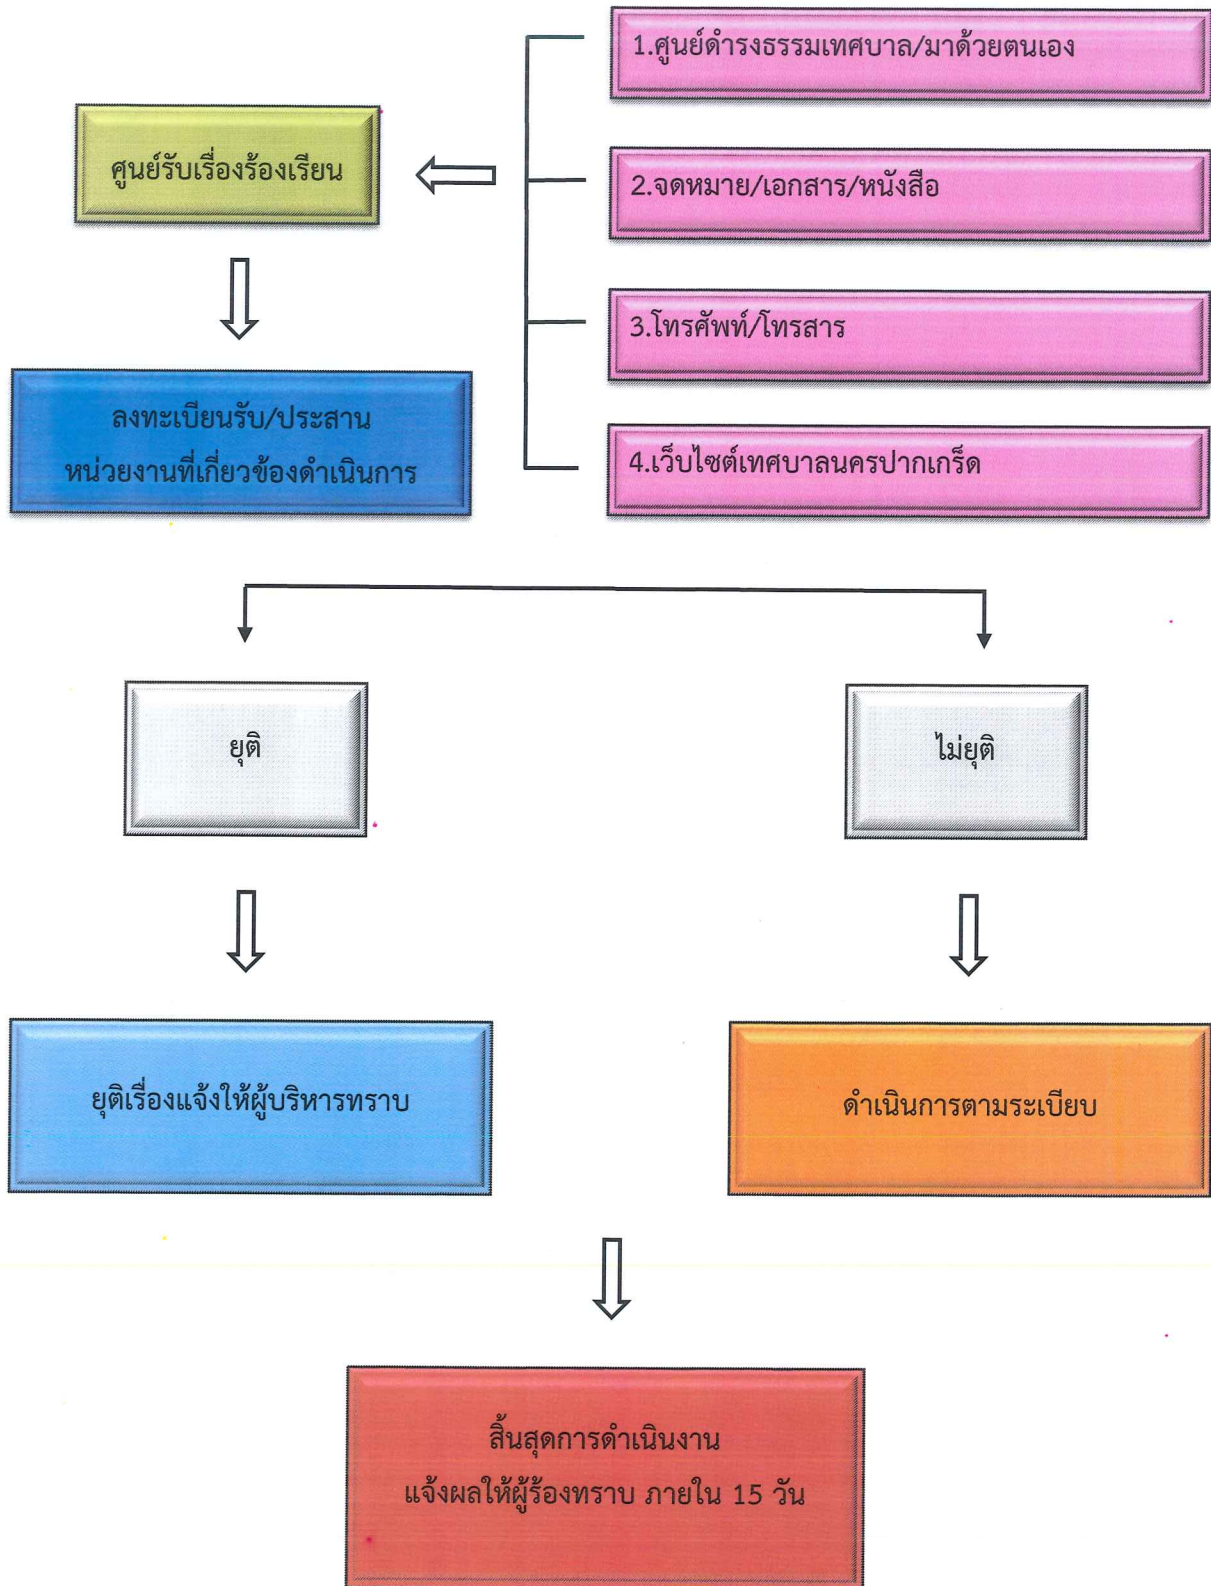 1.ศูนย์ดำรงธรรมเทศบาล/มาด้วยตนเอง
ศูนย์รับเรื่องร้องเรียน
2.จดหมาย/เอกสาร/หนังสือ
3.โทรศัพท์/โทรสาร
ลงทะเบียนรับ/ประสาน
หน่วยงานที่เกี่ยวข้องดำเนินการ
4.เว็บไซต์เทศบาลนครปากเกร็ด
ยุติ
ไม่ยุติ
ยุติเรื่องแจ้งให้ผู้บริหารทราบ
ดำเนินการตามระเบียบ
สิ้นสุดการดำเนินงาน
แจ้งผลให้ผู้ร้องทราบ ภายใน 15 วัน